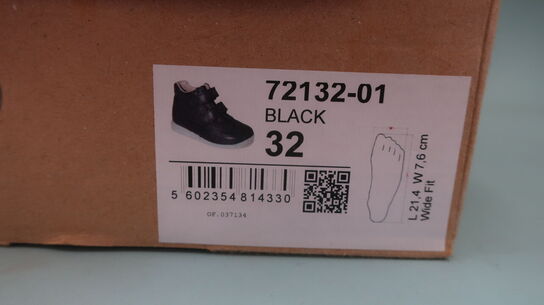 72132-01
BLACK
32
5 602354 814330
OF.037134
L 21,4 W 7,6 cm
Wide Fit